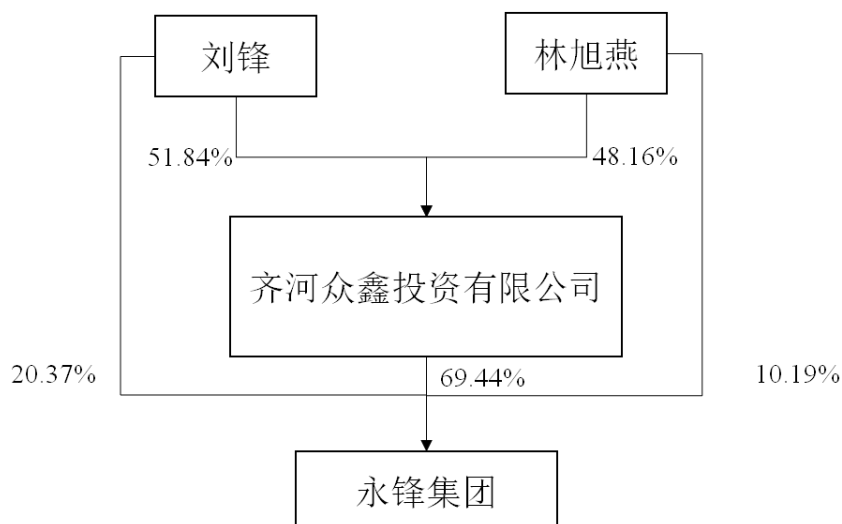 刘锋
林旭燕
51.84%
48.16%
齐河众鑫投资有限公司
20.37%
69.44%
10.19%
永锋集团